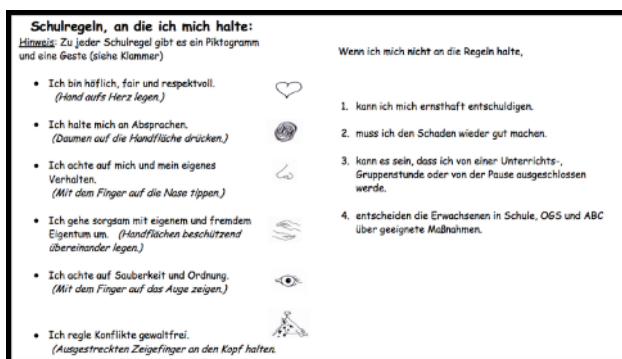 Schulregeln, an die ich mich halte:
Hinweis: Zu jeder Schulregel gibt es ein Piktogramm
und eine Geste (siehe Klammer)
• Ich bin höflich, fair und respektvoll.
(Hand aufs Herz legen.)
• Ich halte mich an Absprachen.
(Daumen auf die Handfläche drücken.)
• Ich achte auf mich und mein eigenes
Verhalten.
(Mit dem Finger auf die Nase tippen.)
• Ich gehe sorgsam mit eigenem und fremdem
Eigentum um. (Handflächen beschützend
übereinander legen.)
• Ich achte auf Sauberkeit und Ordnung.
(Mit dem Finger auf das Auge zeigen.)
• Ich regle Konflikte gewaltfrei.
(Ausgestreckten Zeigefinger an den Kopf halten.
Wenn ich mich nicht an die Regeln halte,
1. kann ich mich ernsthaft entschuldigen.
2. muss ich den Schaden wieder gut machen.
3. kann es sein, dass ich von einer Unterrichts-,
Gruppenstunde oder von der Pause ausgeschlossen
werde.
4. entscheiden die Erwachsenen in Schule, OGS und ABC
über geeignete Maßnahmen.